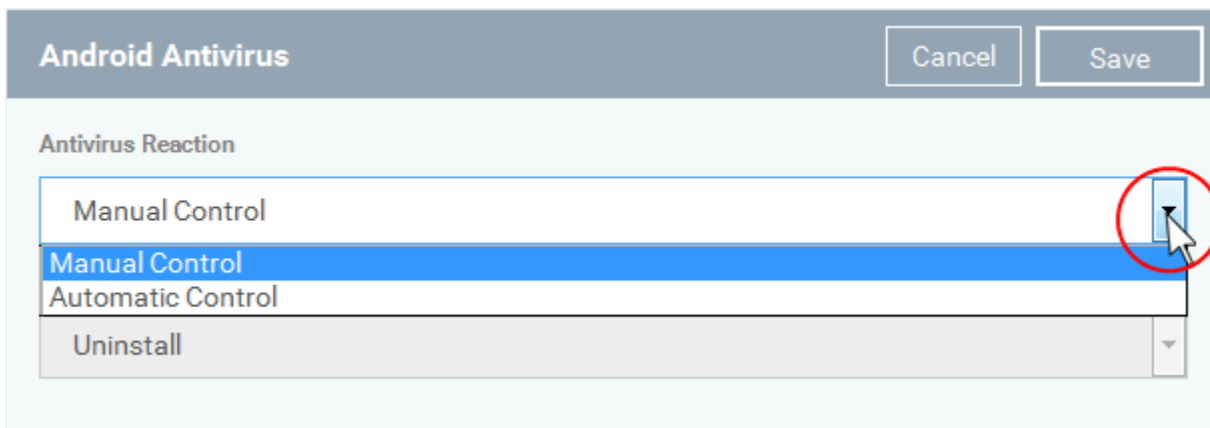 Android Antivirus
Cancel
Save
Antivirus Reaction
Manual Control
Manual Control
Automatic Control
Uninstall